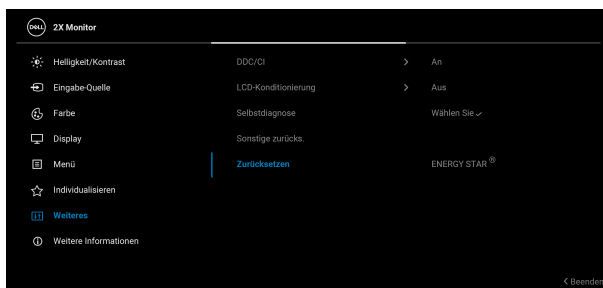 DELL 2X Monitor
Helligkeit/Kontrast DDC/CI > An
Eingabe-Quelle LCD-Konditionierung > Aus
Farbe Selbstdiagnose Wählen Sie ✓
Display Sonstige zurücks.
Menü Zurücksetzen ENERGY STAR ®
Individualisieren
Weiteres
Weitere Informationen
< Beenden